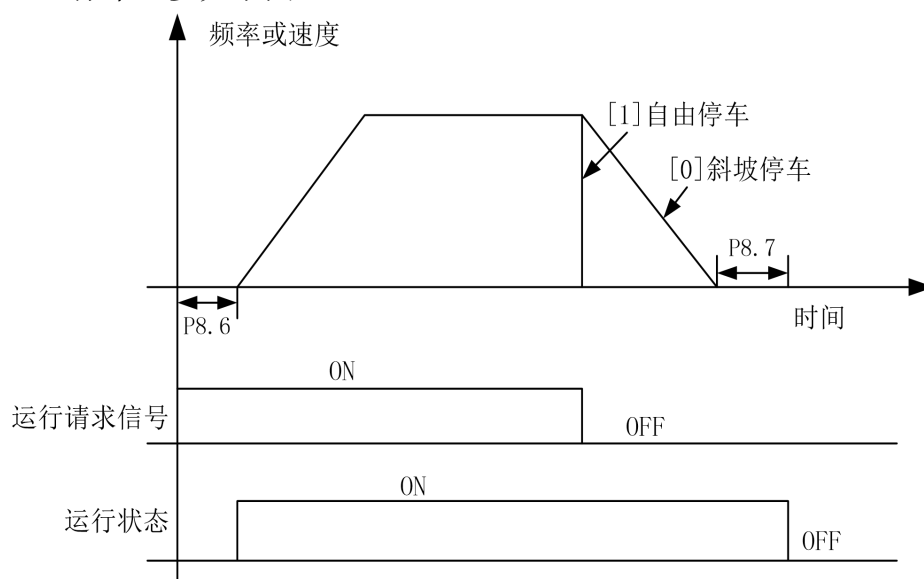 频率或速度
[1]自由停车
[0]斜坡停车
P8.7
P8.6
时间
ON
运行请求信号
OFF
ON
运行状态
OFF